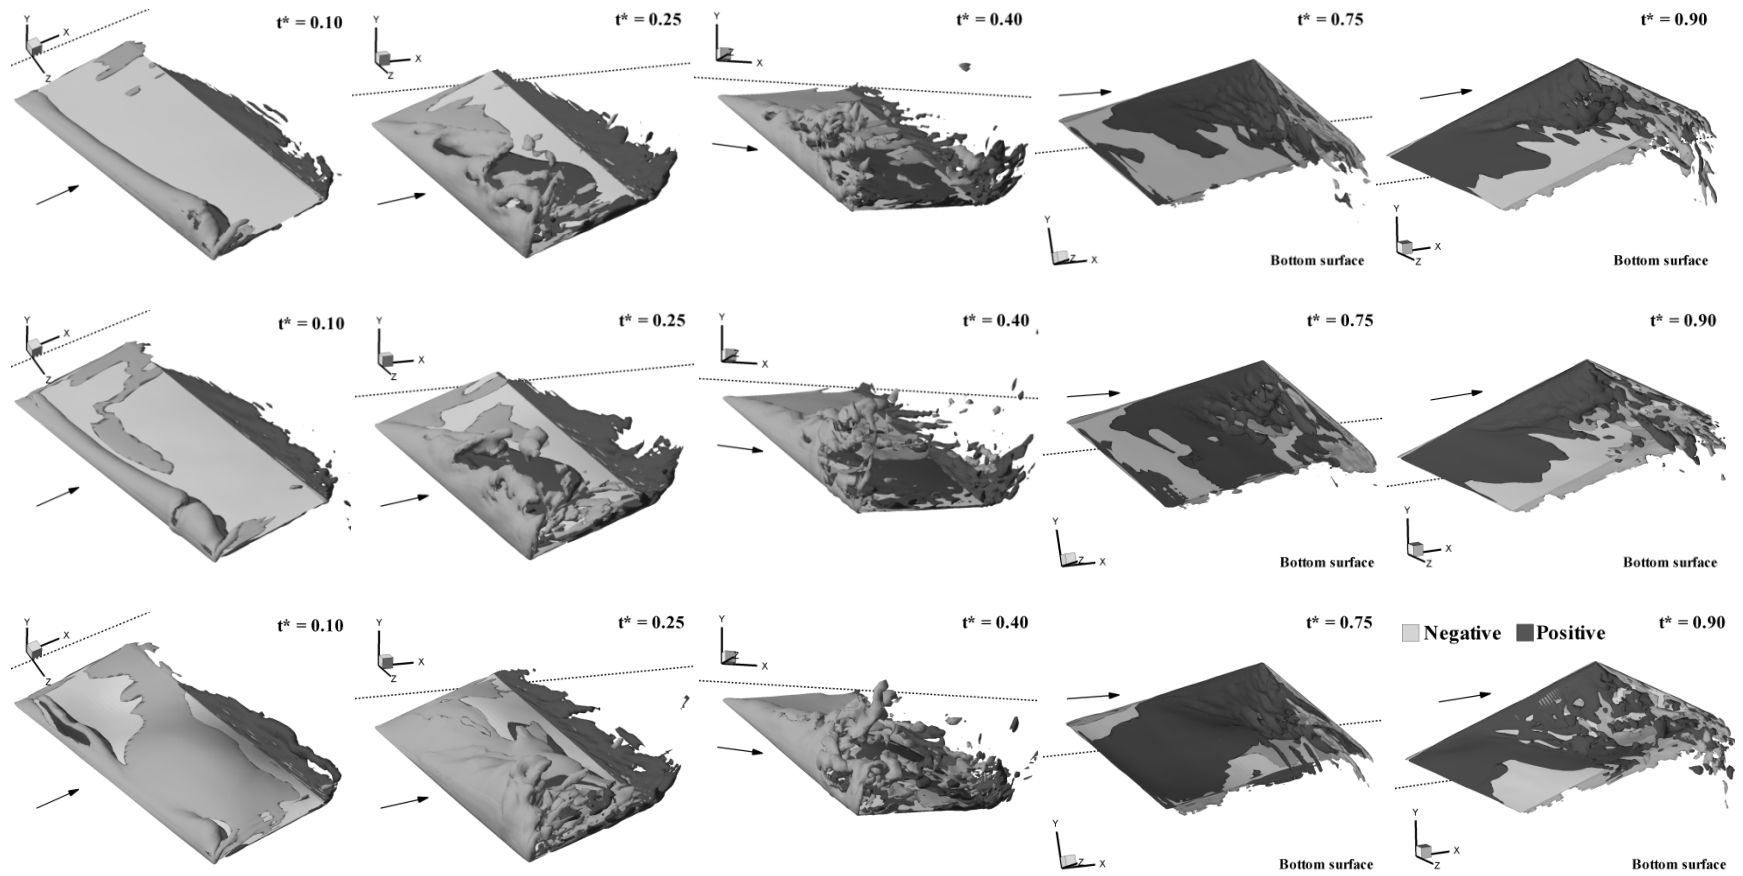 t* = 0.10
t* = 0.25
t* = 0.40
t* = 0.75
t* = 0.90
Y
X
Z
Y
X
Z
Y
Z
X
Y
Z
X
Bottom surface
Y
X
Z
Bottom surface
t* = 0.10
t* = 0.25
t* = 0.40
t* = 0.75
t* = 0.90
Y
X
Z
Y
X
Z
Y
Z
X
Y
Z
X
Bottom surface
Y
X
Z
Bottom surface
t* = 0.10
t* = 0.25
t* = 0.40
t* = 0.75
t* = 0.90
Negative
Positive
Y
X
Z
Y
X
Z
Y
Z
X
Y
Z
X
Bottom surface
Y
X
Z
Bottom surface